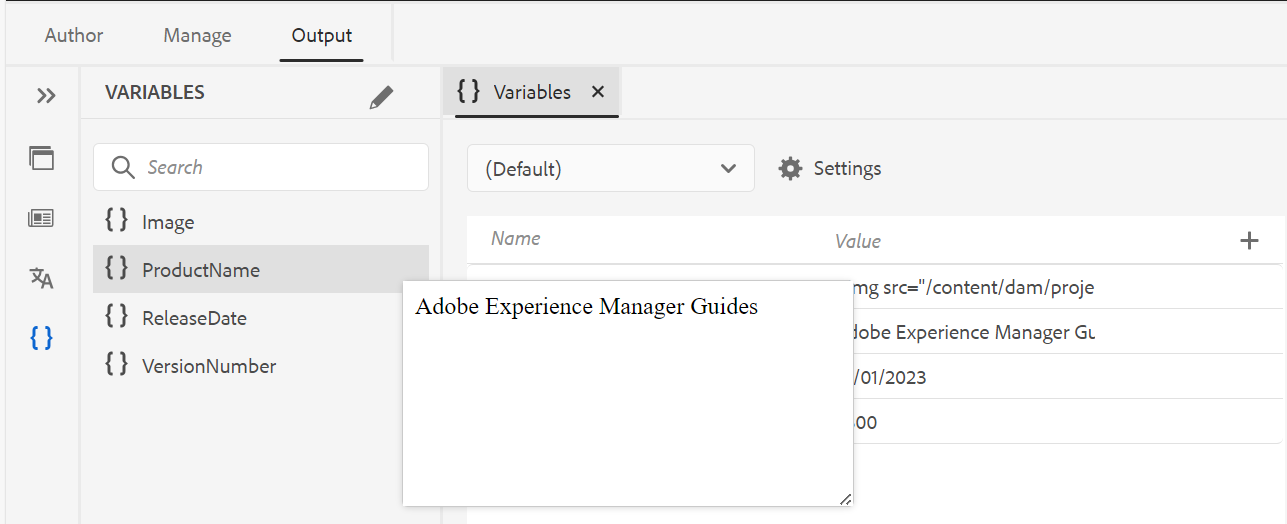 Author Manage Output
VARIABLES
Variables
Search
(Default) Settings
Image
Name Value
ProductName
Adobe Experience Manager Guides
mg src="/content/dam/proje
ReleaseDate
dobe Experience Manager Gu
VersionNumber
/01/2023
00